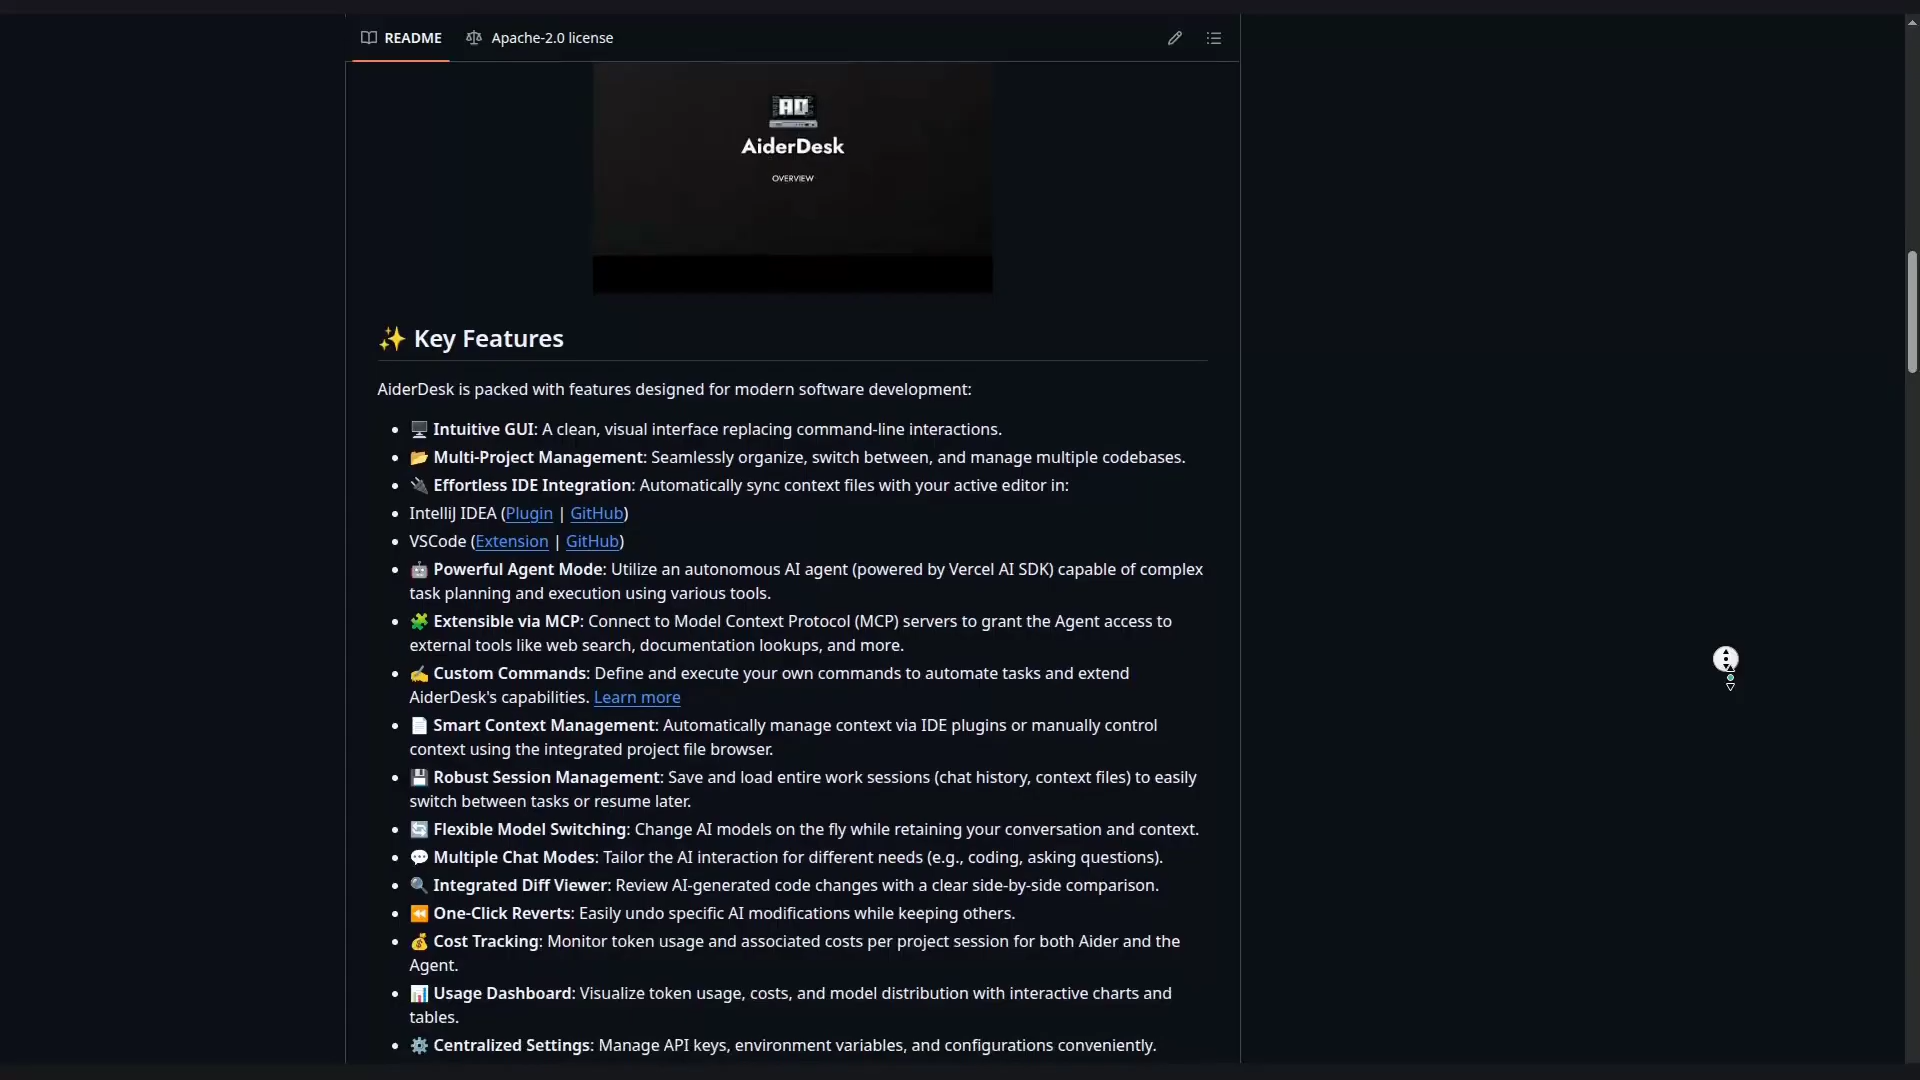 README Apache-2.0 license
AD
AiderDesk
OVERVIEW
✨ Key Features
AiderDesk is packed with features designed for modern software development:
• 🖥️ Intuitive GUI: A clean, visual interface replacing command-line interactions.
• 📂 Multi-Project Management: Seamlessly organize, switch between, and manage multiple codebases.
• 🔌 Effortless IDE Integration: Automatically sync context files with your active editor in:
• IntelliJ IDEA (Plugin | GitHub)
• VSCode (Extension | GitHub)
• 🤖 Powerful Agent Mode: Utilize an autonomous AI agent (powered by Vercel AI SDK) capable of complex
task planning and execution using various tools.
• 🧩 Extensible via MCP: Connect to Model Context Protocol (MCP) servers to grant the Agent access to
external tools like web search, documentation lookups, and more.
• ✍️ Custom Commands: Define and execute your own commands to automate tasks and extend
AiderDesk's capabilities. Learn more
• 📄 Smart Context Management: Automatically manage context via IDE plugins or manually control
context using the integrated project file browser.
• 💾 Robust Session Management: Save and load entire work sessions (chat history, context files) to easily
switch between tasks or resume later.
• 🔄 Flexible Model Switching: Change AI models on the fly while retaining your conversation and context.
• 💬 Multiple Chat Modes: Tailor the AI interaction for different needs (e.g., coding, asking questions).
• 🔍 Integrated Diff Viewer: Review AI-generated code changes with a clear side-by-side comparison.
• ⏪ One-Click Reverts: Easily undo specific AI modifications while keeping others.
• 💰 Cost Tracking: Monitor token usage and associated costs per project session for both Aider and the
Agent.
• 📊 Usage Dashboard: Visualize token usage, costs, and model distribution with interactive charts and
tables.
• ⚙️ Centralized Settings: Manage API keys, environment variables, and configurations conveniently.